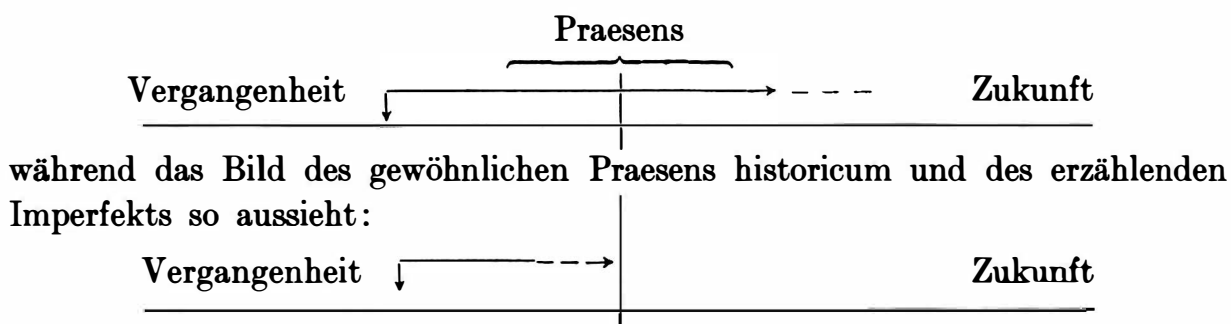 Praesens
Vergangenheit Zukunft
während das Bild des gewöhnlichen Praesens historicum und des erzählenden
Imperfekts so aussieht:
Vergangenheit Zukunft